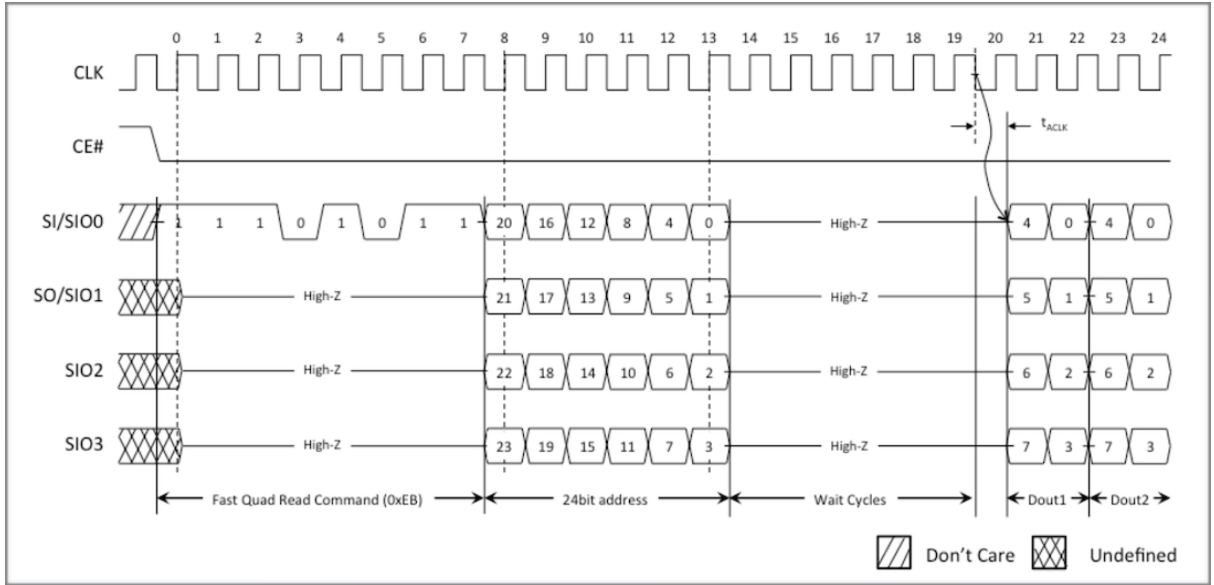 0 1 2 3 4 5 6 7 8 9 10 11 12 13 14 15 16 17 18 19 20 21 22 23 24
CLK
tACLK
CE#
SI/SIO0 1 1 1 0 1 0 1 1 20 16 12 8 4 0 High-Z 4 0 4 0
SO/SIO1 High-Z 21 17 13 9 5 1 High-Z 5 1 5 1
SIO2 High-Z 22 18 14 10 6 2 High-Z 6 2 6 2
SIO3 High-Z 23 19 15 11 7 3 High-Z 7 3 7 3
Fast Quad Read Command (0xEB) 24bit address Wait Cycles Dout1 Dout2
Don't Care Undefined